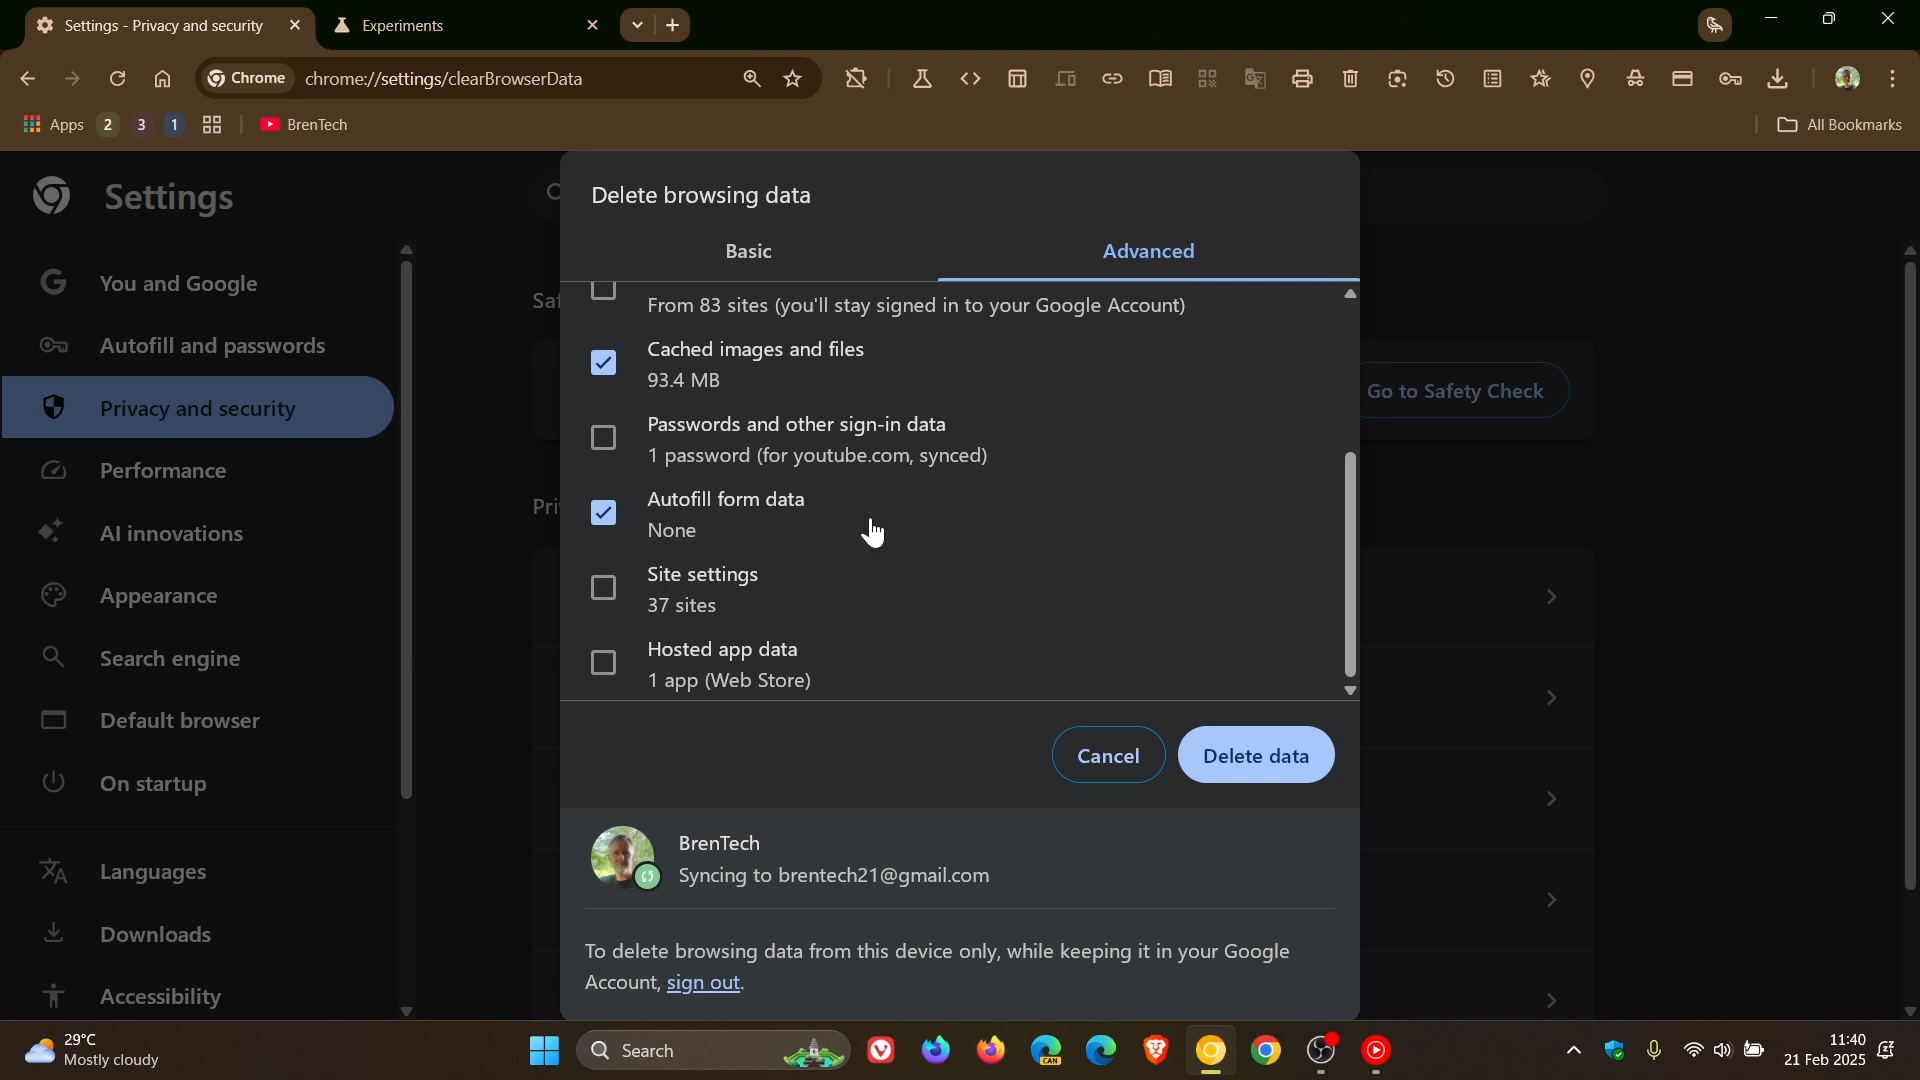 Settings - Privacy and security
Experiments
Chrome
chrome://settings/clearBrowserData
Apps
2
3
1
BrenTech
All Bookmarks
Settings
You and Google
Autofill and passwords
Privacy and security
Performance
AI innovations
Appearance
Search engine
Default browser
On startup
Languages
Downloads
Accessibility
Saf
Go to Safety Check
Pri
Delete browsing data
Basic
Advanced
From 83 sites (you'll stay signed in to your Google Account)
Cached images and files
93.4 MB
Passwords and other sign-in data
1 password (for youtube.com, synced)
Autofill form data
None
Site settings
37 sites
Hosted app data
1 app (Web Store)
Cancel
Delete data
BrenTech
Syncing to brentech21@gmail.com
To delete browsing data from this device only, while keeping it in your Google
Account, sign out.
29°C
Mostly cloudy
Search
CAN
11:40
21 Feb 2025